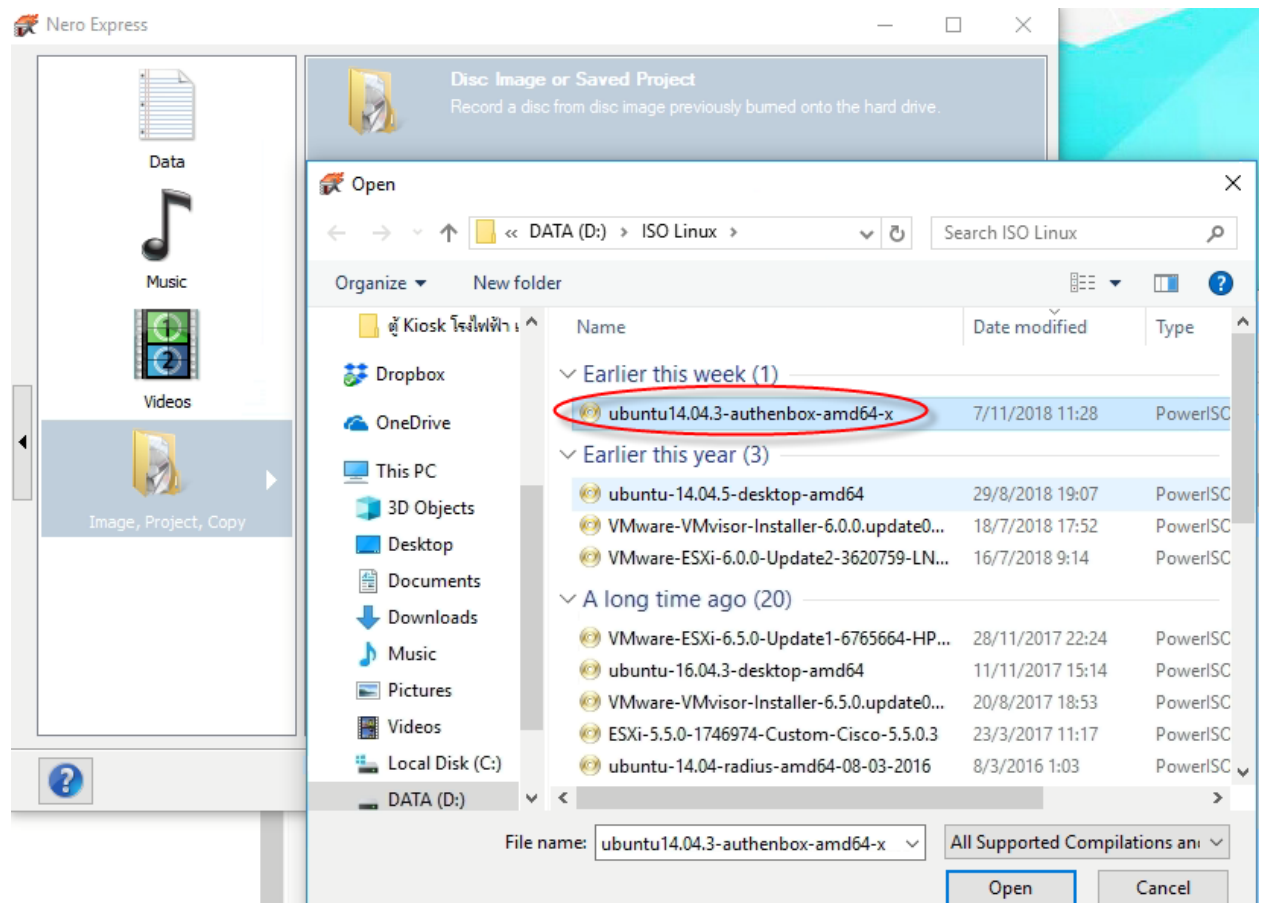 Nero Express
Disc Image or Saved Project
Record a disc from disc image previously burned onto the hard drive.
Data
Music
Videos
Image, Project, Copy
Open
« DATA (D:) › ISO Linux ›
Search ISO Linux
Organize
New folder
ตู้ Kiosk โรงไฟฟ้า
Dropbox
OneDrive
This PC
3D Objects
Desktop
Documents
Downloads
Music
Pictures
Videos
Local Disk (C:)
DATA (D:)
Name Date modified Type
Earlier this week (1)
ubuntu14.04.3-authenbox-amd64-x 7/11/2018 11:28 PowerISO
Earlier this year (3)
ubuntu-14.04.5-desktop-amd64 29/8/2018 19:07 PowerISO
VMware-VMvisor-Installer-6.0.0.update0... 18/7/2018 17:52 PowerISO
VMware-ESXi-6.0.0-Update2-3620759-LN... 16/7/2018 9:14 PowerISO
A long time ago (20)
VMware-ESXi-6.5.0-Update1-6765664-HP... 28/11/2017 22:24 PowerISO
ubuntu-16.04.3-desktop-amd64 11/11/2017 15:14 PowerISO
VMware-VMvisor-Installer-6.5.0.update0... 20/8/2017 18:53 PowerISO
ESXi-5.5.0-1746974-Custom-Cisco-5.5.0.3 23/3/2017 11:17 PowerISO
ubuntu-14.04-radius-amd64-08-03-2016 8/3/2016 1:03 PowerISO
File name: ubuntu14.04.3-authenbox-amd64-x
All Supported Compilations an
Open
Cancel